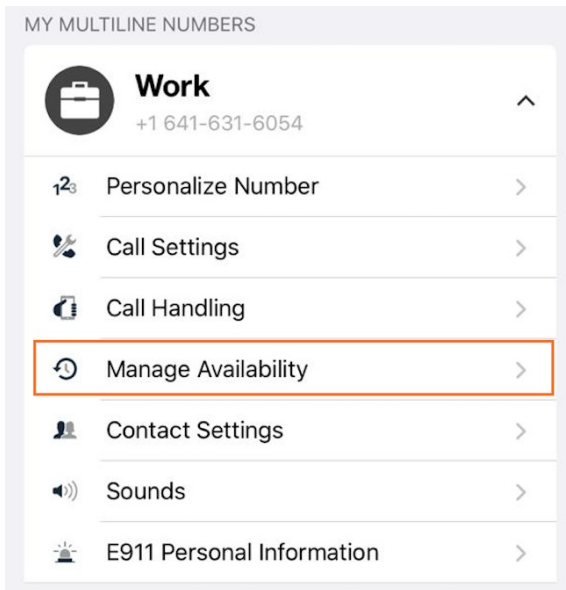 MY MULTILINE NUMBERS
Work
+1 641-631-6054
123 Personalize Number
Call Settings
Call Handling
Manage Availability
Contact Settings
Sounds
E911 Personal Information